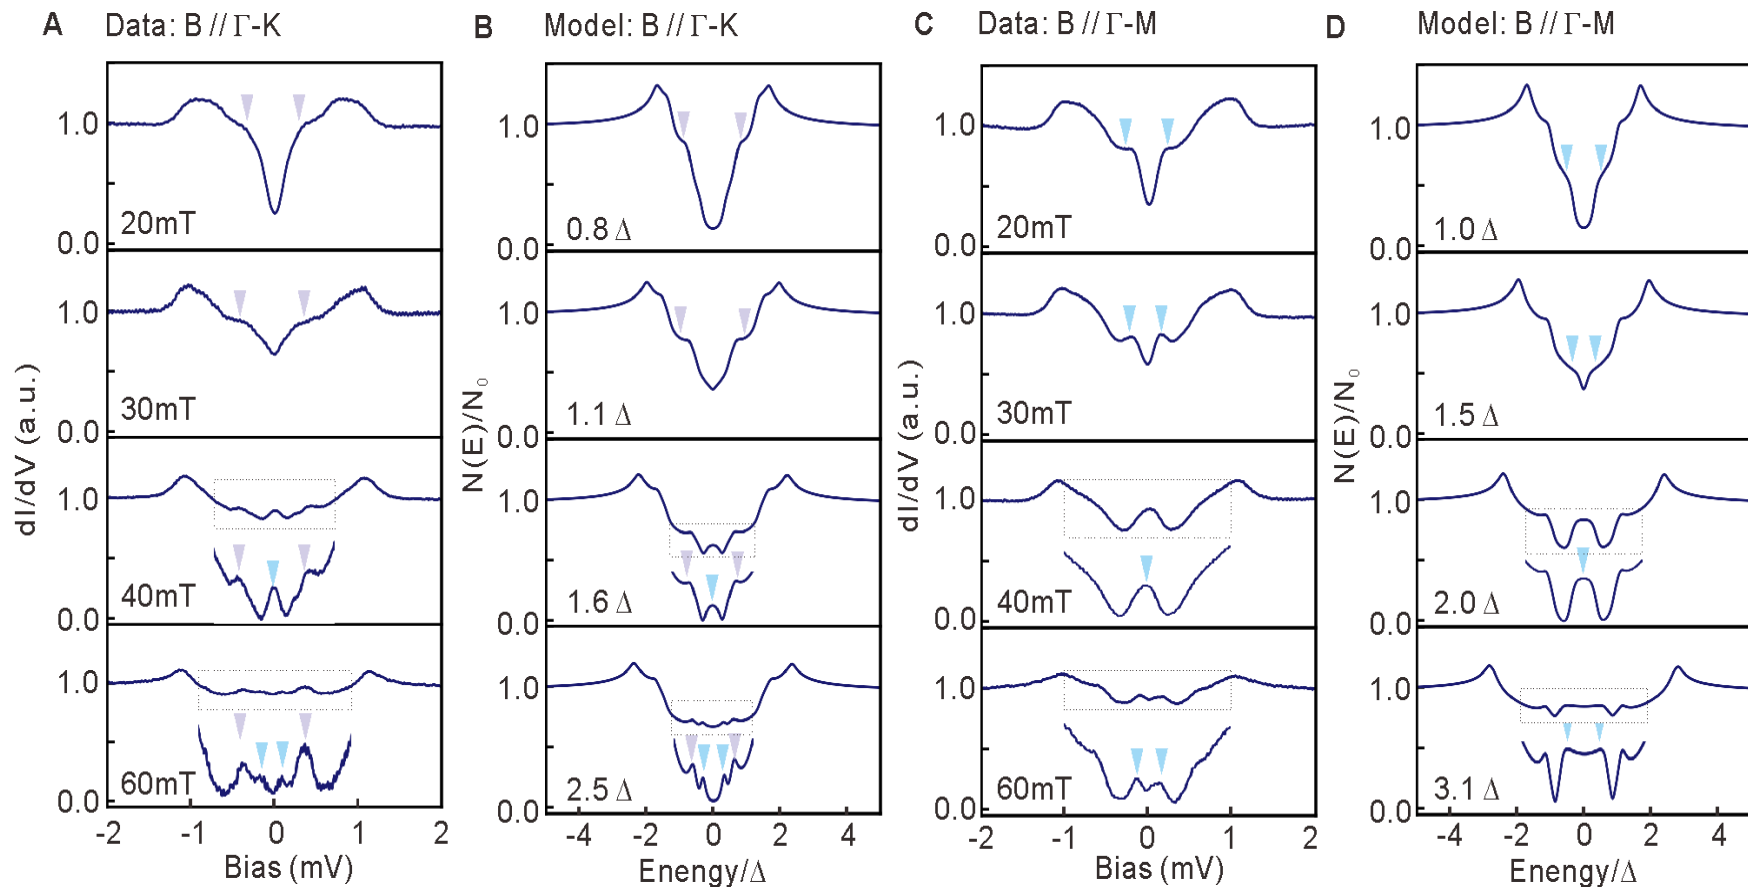 A Data: B // Γ-K
B Model: B // Γ-K
C Data: B // Γ-M
D Model: B // Γ-M
dI/dV (a.u.)
1.0
20mT
0.0
1.0
30mT
0.0
1.0
40mT
0.0
1.0
60mT
0.0
-2 -1 0 1 2
Bias (mV)
N(E)/N₀
1.0
0.8 Δ
0.0
1.0
1.1 Δ
0.0
1.0
1.6 Δ
0.0
1.0
2.5 Δ
0.0
-4 -2 0 2 4
Energy/Δ
dI/dV (a.u.)
1.0
20mT
0.0
1.0
30mT
0.0
1.0
40mT
0.0
1.0
60mT
0.0
-2 -1 0 1 2
Bias (mV)
N(E)/N₀
1.0
1.0 Δ
0.0
1.0
1.5 Δ
0.0
1.0
2.0 Δ
0.0
1.0
3.1 Δ
0.0
-4 -2 0 2 4
Energy/Δ